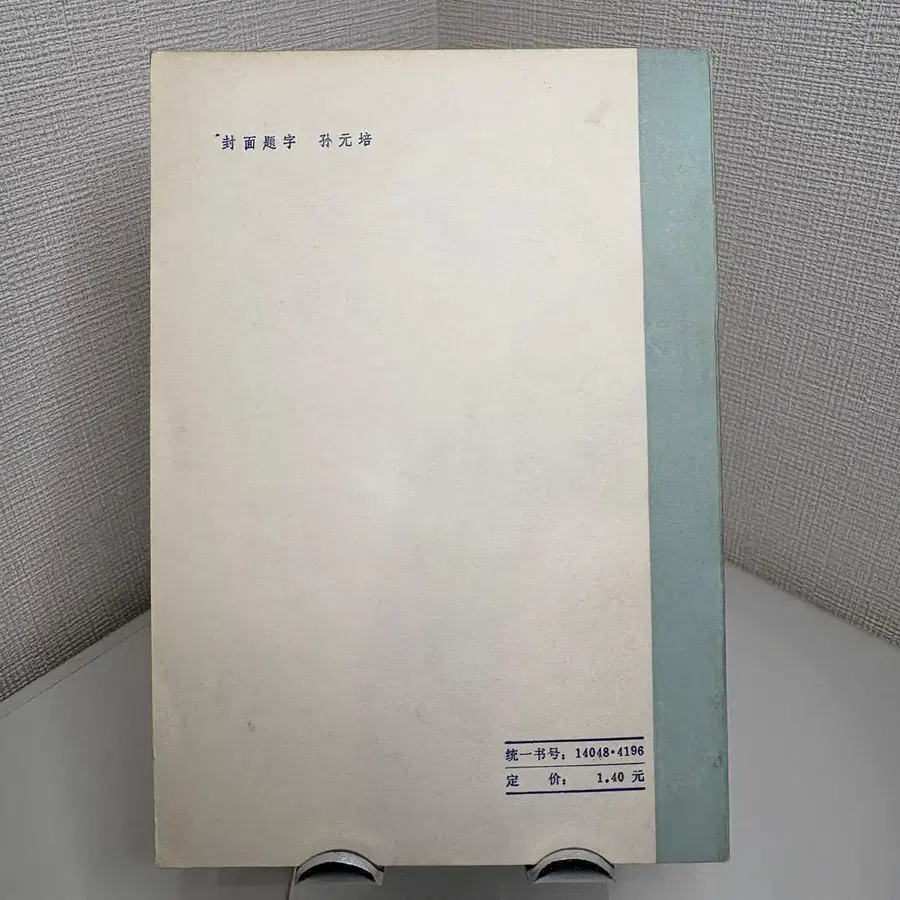 封面题字 孙元培
统一书号：14048·4196
定 价： 1.40 元